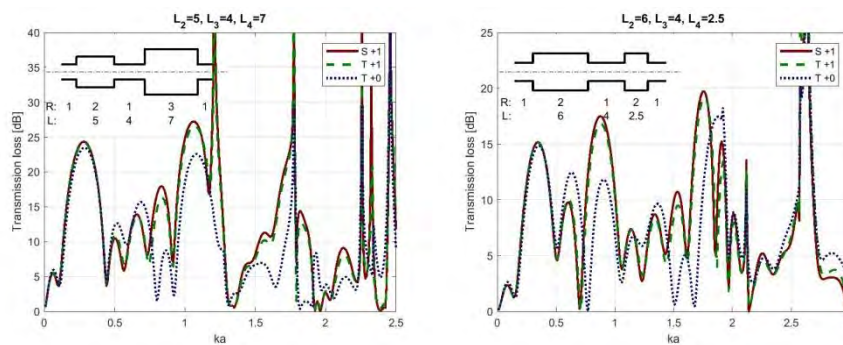 L2=5, L3=4, L4=7
40
35
30
25
20
15
10
5
0
Transmission loss [dB]
S +1
T +1
T +0
R: 1 2 1 3 1
L: 5 4 7
0 0.5 1 1.5 2 2.5
ka
L2=6, L3=4, L4=2.5
25
20
15
10
5
0
Transmission loss [dB]
S +1
T +1
T +0
R: 1 2 1 2 1
L: 6 4 2.5
0 0.5 1 1.5 2 2.5
ka